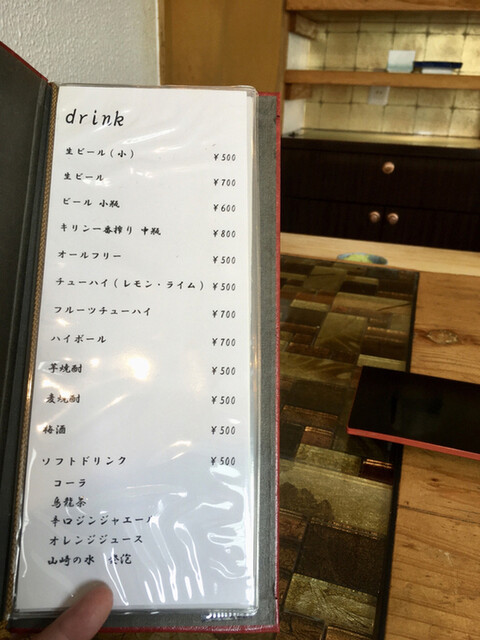 drink
生ビール（小） ￥500
生ビール ￥700
ビール 小瓶 ￥600
キリン一番搾り 中瓶 ￥800
オールフリー ￥500
チューハイ（レモン・ライム） ￥500
フルーツチューハイ ￥700
ハイボール ￥700
芋焼酎 ￥500
麦焼酎 ￥500
梅酒 ￥500
ソフトドリンク ￥500
コーラ
烏龍茶
辛口ジンジャエール
オレンジジュース
山崎の水 発泡